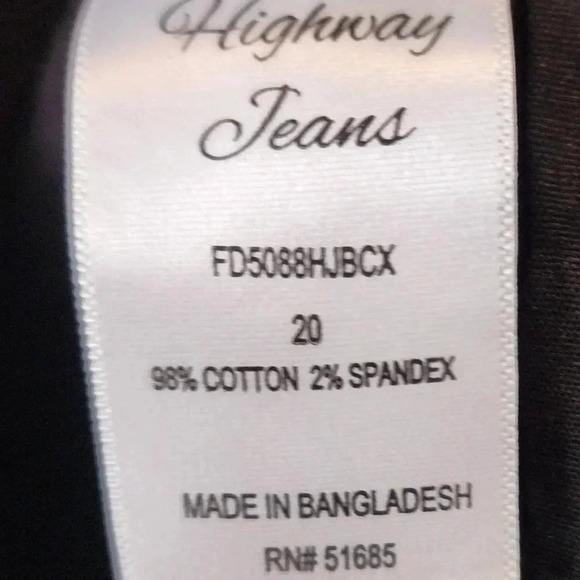 Highway
Jeans
FD5088HJBCX
20
98% COTTON 2% SPANDEX
MADE IN BANGLADESH
RN# 51685